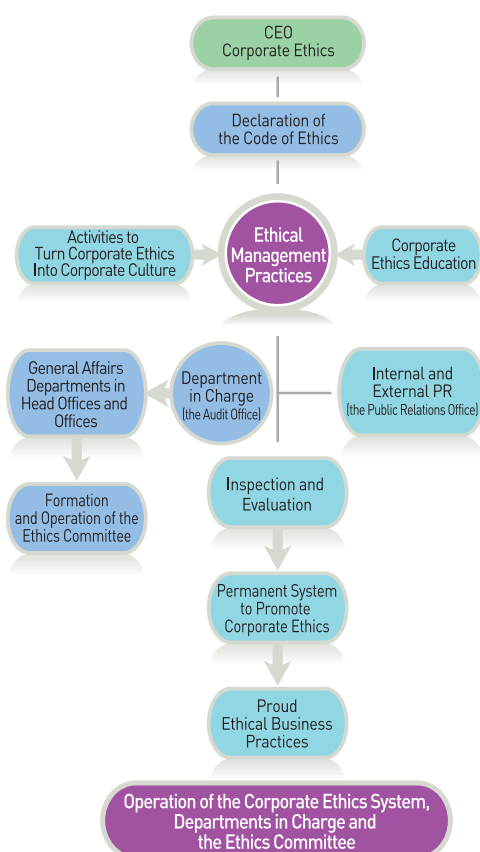 CEO
Corporate Ethics
Declaration of
the Code of Ethics
Activities to
Turn Corporate Ethics
Into Corporate Culture
Ethical
Management
Practices
Corporate
Ethics Education
General Affairs
Departments in
Head Offices and
Offices
Department
in Charge
(the Audit Office)
Internal and
External PR
(the Public Relations Office)
Formation
and Operation of the
Ethics Committee
Inspection and
Evaluation
Permanent System
to Promote
Corporate Ethics
Proud
Ethical Business
Practices
Operation of the Corporate Ethics System,
Departments in Charge and
the Ethics Committee